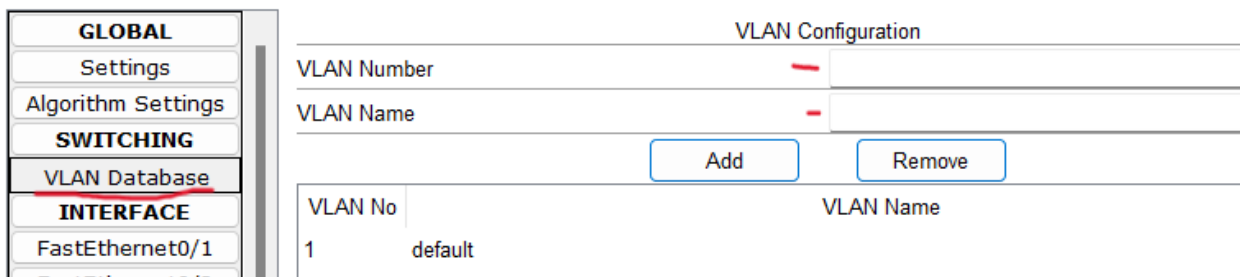 GLOBAL
Settings
Algorithm Settings
SWITCHING
VLAN Database
INTERFACE
FastEthernet0/1
VLAN Configuration
VLAN Number
VLAN Name
Add Remove
VLAN No VLAN Name
1 default